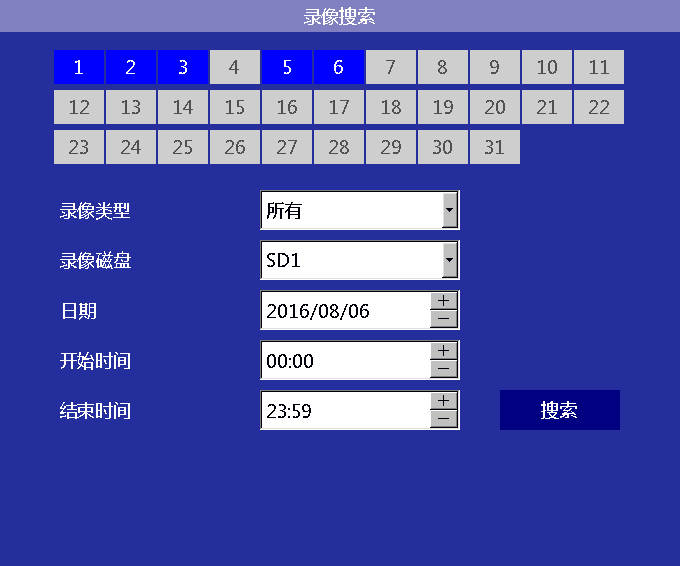 录像搜索
1 2 3 4 5 6 7 8 9 10 11
12 13 14 15 16 17 18 19 20 21 22
23 24 25 26 27 28 29 30 31
录像类型 所有
录像磁盘 SD1
日期 2016/08/06
开始时间 00:00
结束时间 23:59 搜索